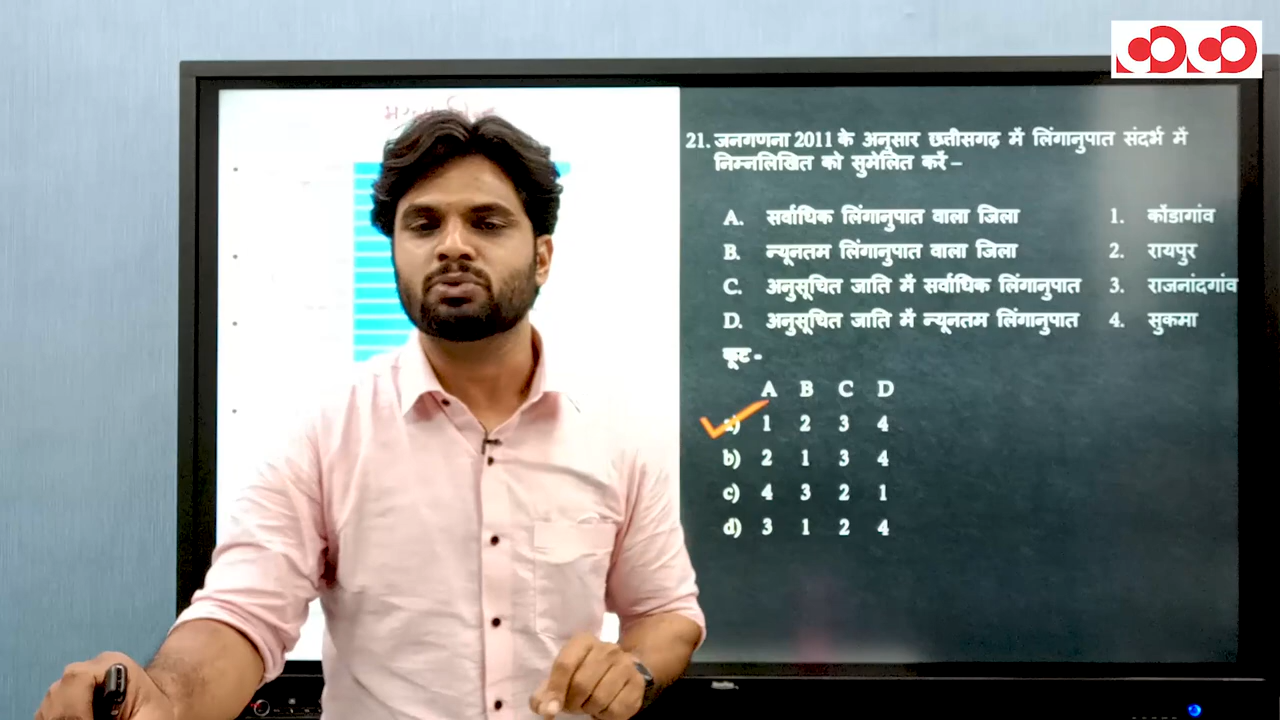 21. जनगणना 2011 के अनुसार छत्तीसगढ़ में लिंगानुपात संदर्भ में
निम्नलिखित को सुमेलित करें –
A. सर्वाधिक लिंगानुपात वाला जिला 1. कोंडागांव
B. न्यूनतम लिंगानुपात वाला जिला 2. रायपुर
C. अनुसूचित जाति में सर्वाधिक लिंगानुपात 3. राजनांदगांव
D. अनुसूचित जाति में न्यूनतम लिंगानुपात 4. सुकमा
कूट -
A B C D
a) 1 2 3 4
b) 2 1 3 4
c) 4 3 2 1
d) 3 1 2 4